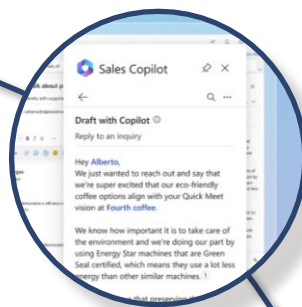 Sales Copilot
Draft with Copilot
Reply to an inquiry
Hey Alberto,
We just wanted to reach out and say that
we're super excited that our eco-friendly
coffee options align with your Quick Meet
vision at Fourth coffee.
We know how important it is to take care of
the environment and we're doing our part by
using Energy Star machines that are Green
Seal certified, which means they use a lot less
energy than other similar machines. 1
that preserving